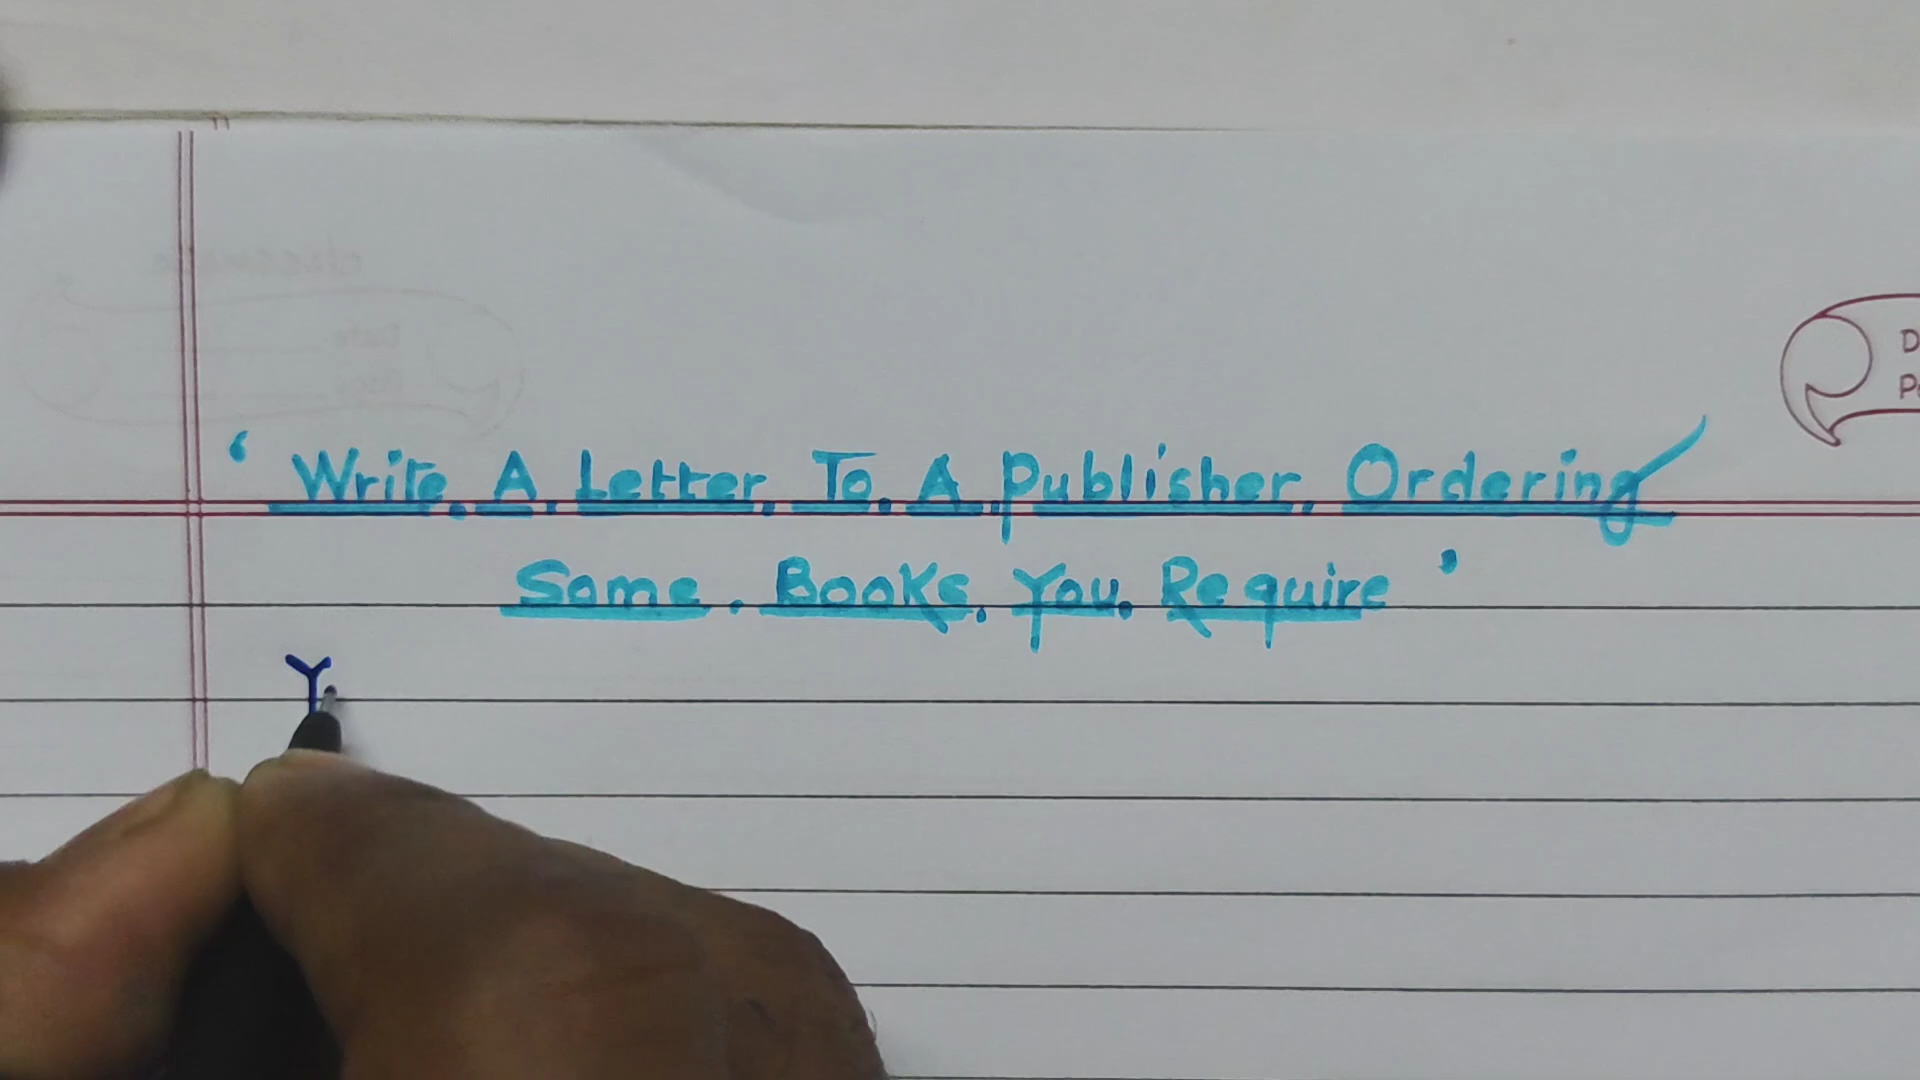 ‘ Write A Letter To A Publisher Ordering
Some Books You Require ’
Y